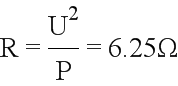 R = U²/P = 6.25Ω